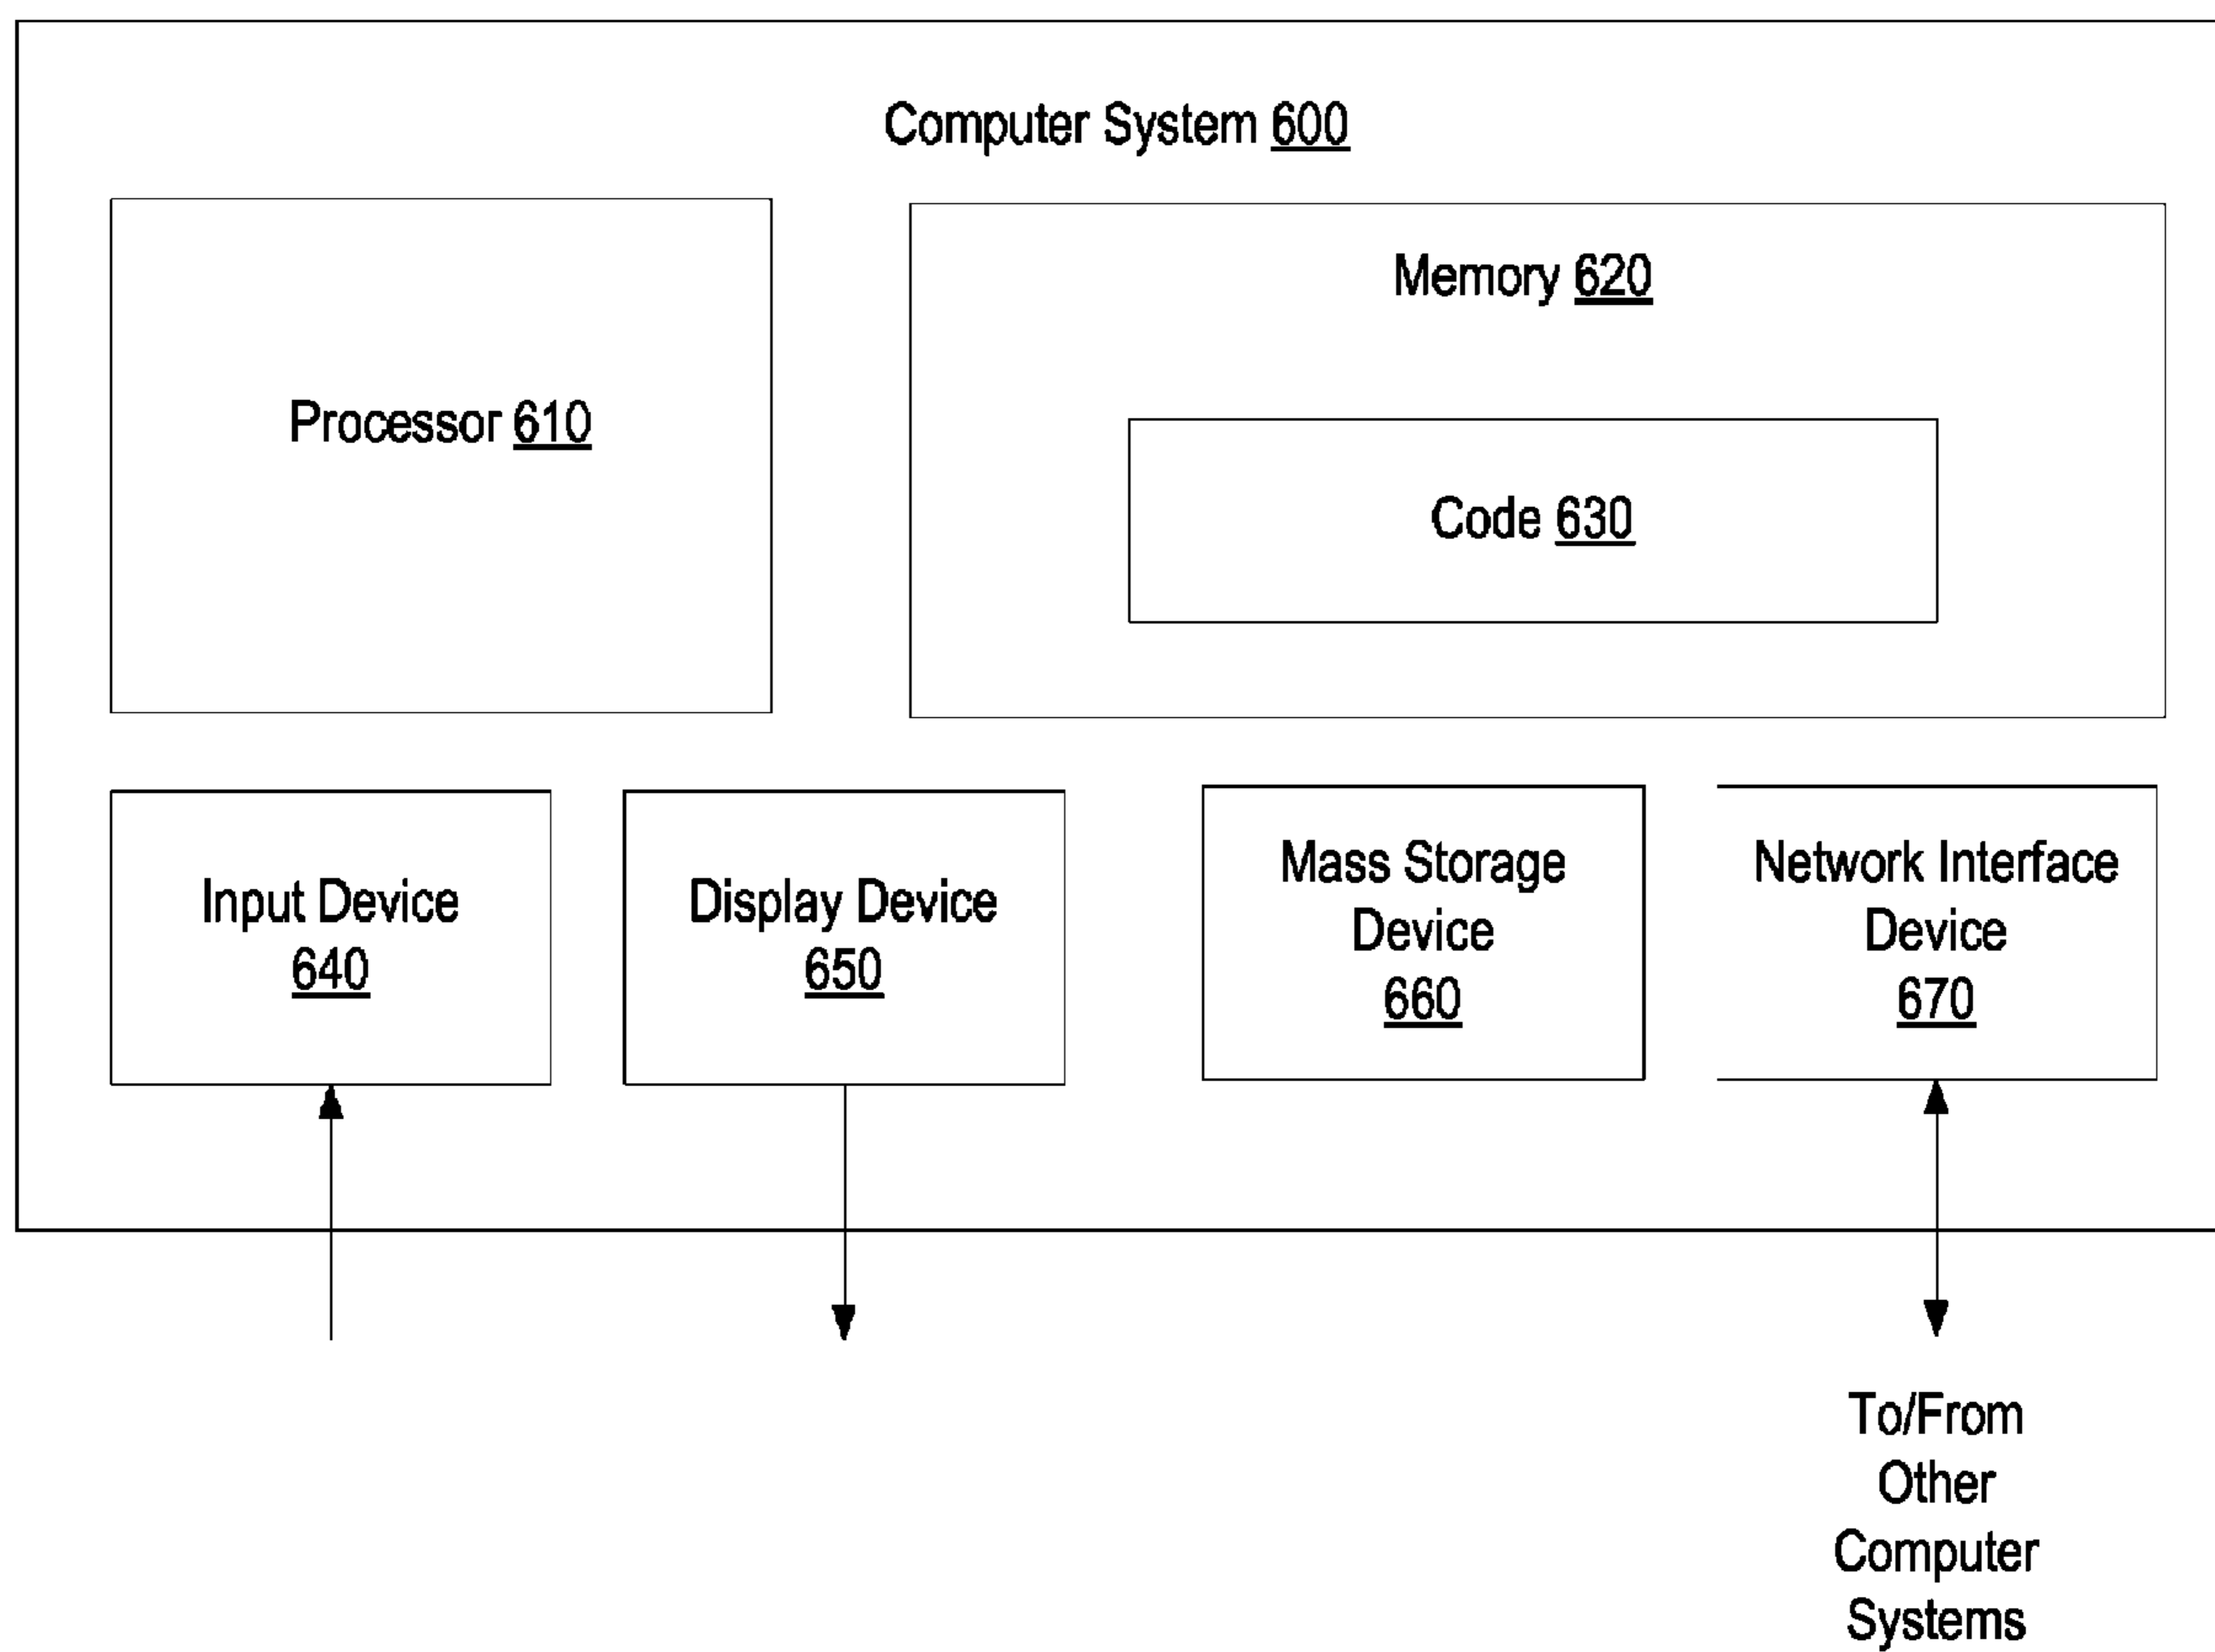 Computer System 600
Processor 610
Memory 620
Code 630
Input Device
640
Display Device
650
Mass Storage
Device
660
Network Interface
Device
670
To/From
Other
Computer
Systems